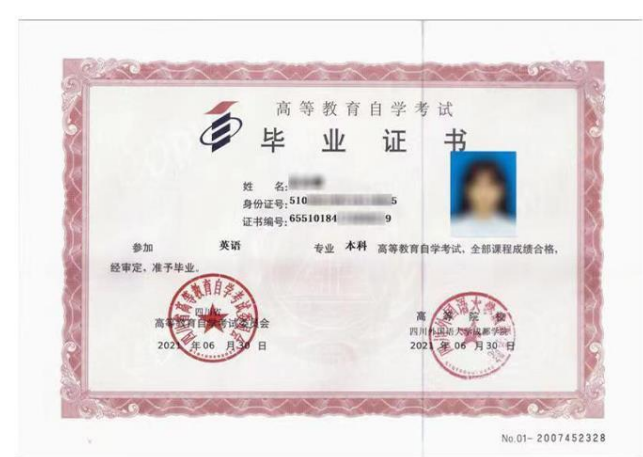 高等教育自学考试
毕业证书
姓 名:
身份证号:510 5
证书编号:65510184 9
参加 英语 专业 本科 高等教育自学考试、全部课程成绩合格,
经审定、准予毕业。
四川省
高等教育自学考试委员会
2021 年 06 月 30 日
高 等 院 校
四川外国语大学成都学院
2021 年 06 月 30 日
No.01- 2007452328